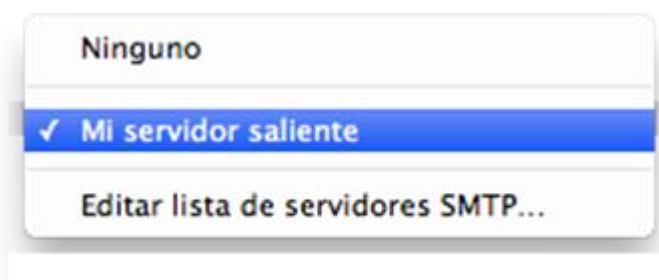 Ninguno
✓ Mi servidor saliente
Editar lista de servidores SMTP...